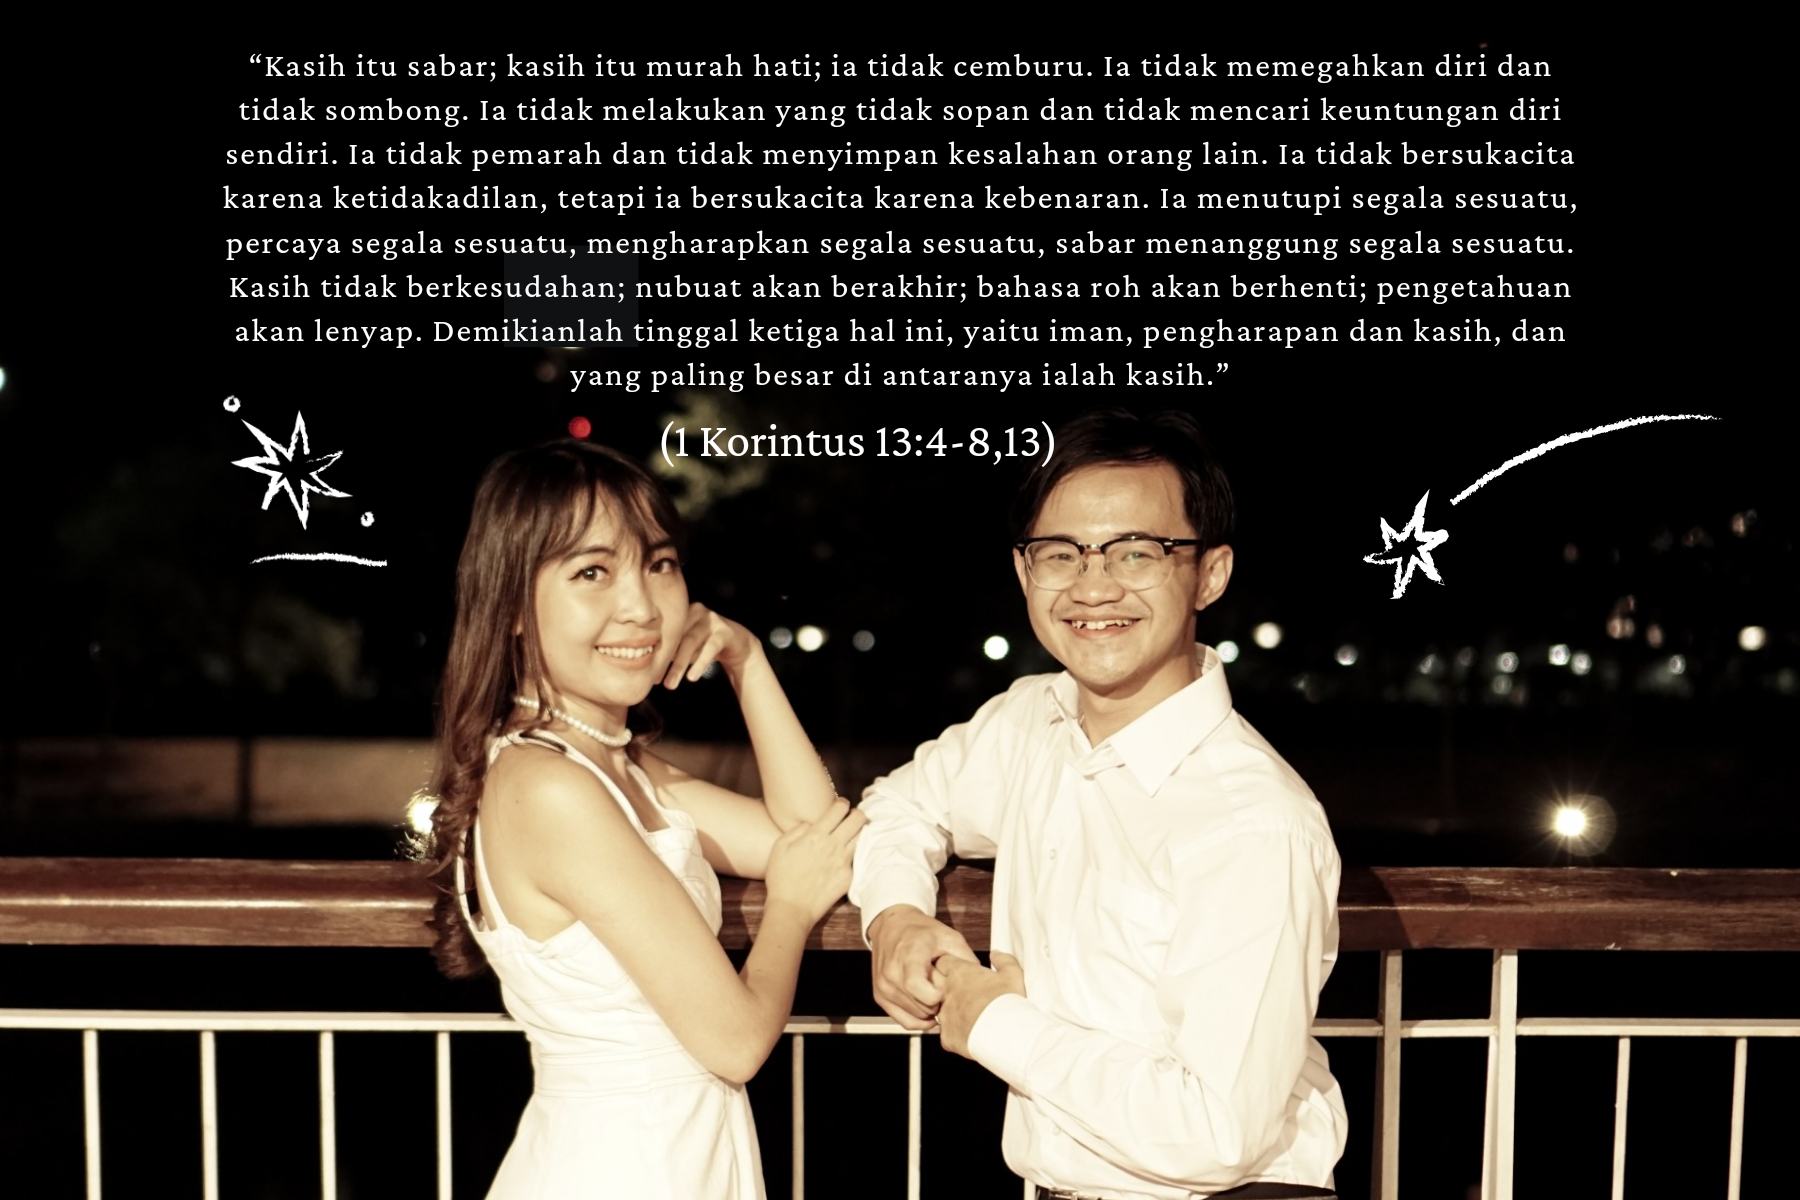 “Kasih itu sabar; kasih itu murah hati; ia tidak cemburu. Ia tidak memegahkan diri dan
tidak sombong. Ia tidak melakukan yang tidak sopan dan tidak mencari keuntungan diri
sendiri. Ia tidak pemarah dan tidak menyimpan kesalahan orang lain. Ia tidak bersukacita
karena ketidakadilan, tetapi ia bersukacita karena kebenaran. Ia menutupi segala sesuatu,
percaya segala sesuatu, mengharapkan segala sesuatu, sabar menanggung segala sesuatu.
Kasih tidak berkesudahan; nubuat akan berakhir; bahasa roh akan berhenti; pengetahuan
akan lenyap. Demikianlah tinggal ketiga hal ini, yaitu iman, pengharapan dan kasih, dan
yang paling besar di antaranya ialah kasih.”
(1 Korintus 13:4-8,13)